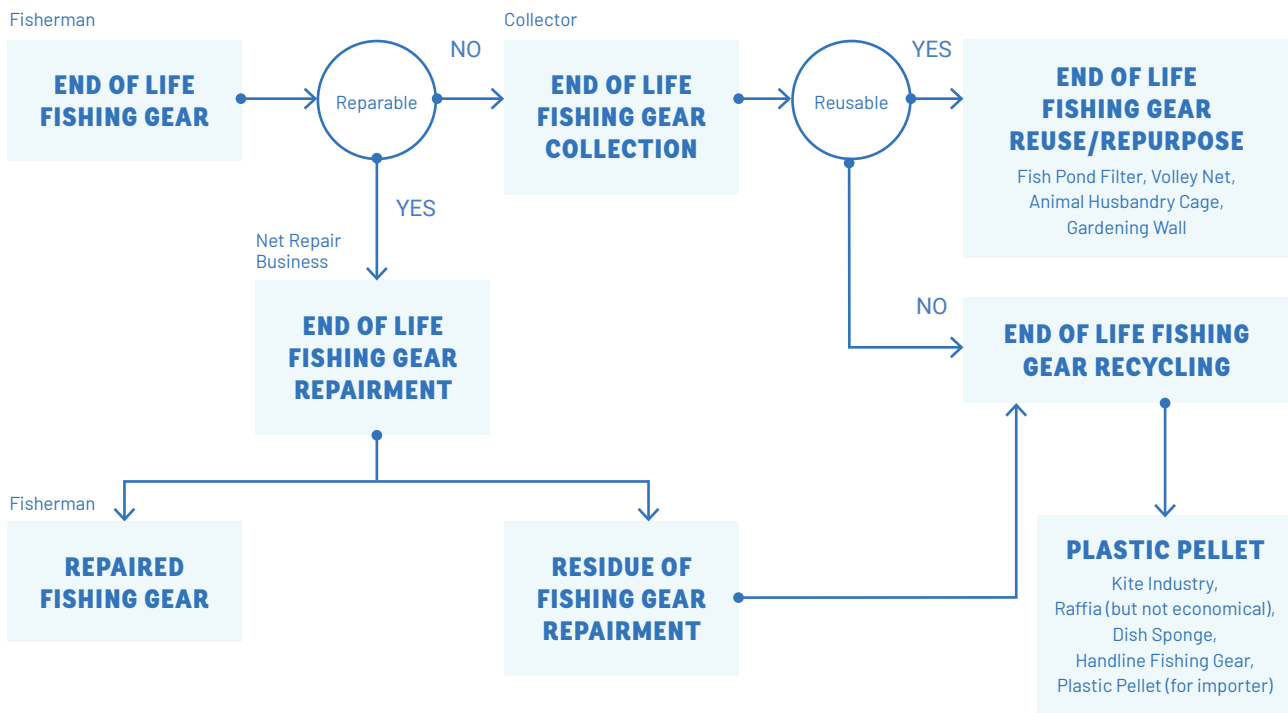 Fisherman
END OF LIFE
FISHING GEAR
Reparable
NO
YES
Collector
END OF LIFE
FISHING GEAR
COLLECTION
Reusable
YES
NO
END OF LIFE
FISHING GEAR
REUSE/REPURPOSE
Fish Pond Filter, Volley Net,
Animal Husbandry Cage,
Gardening Wall
Net Repair
Business
END OF LIFE
FISHING GEAR
REPAIRMENT
END OF LIFE FISHING
GEAR RECYCLING
Fisherman
REPAIRED
FISHING GEAR
RESIDUE OF
FISHING GEAR
REPAIRMENT
PLASTIC PELLET
Kite Industry,
Raffia (but not economical),
Dish Sponge,
Handline Fishing Gear,
Plastic Pellet (for importer)